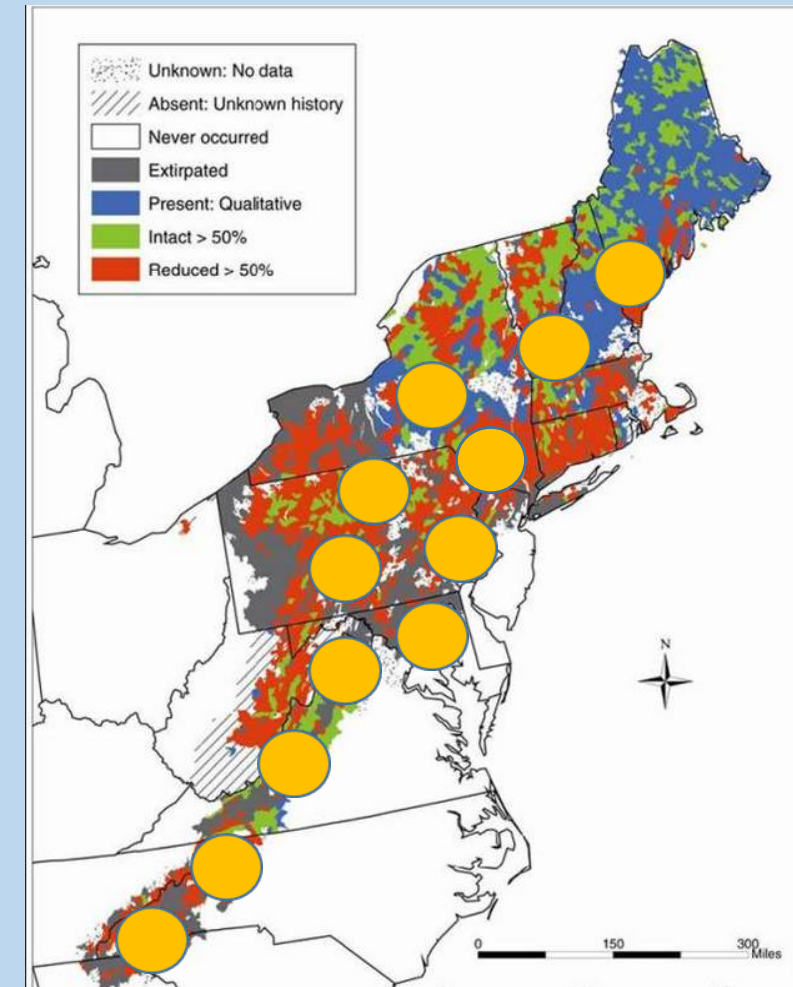 Unknown: No data
Absent: Unknown history
Never occurred
Extirpated
Present: Qualitative
Intact > 50%
Reduced > 50%
N
0 150 300
Miles